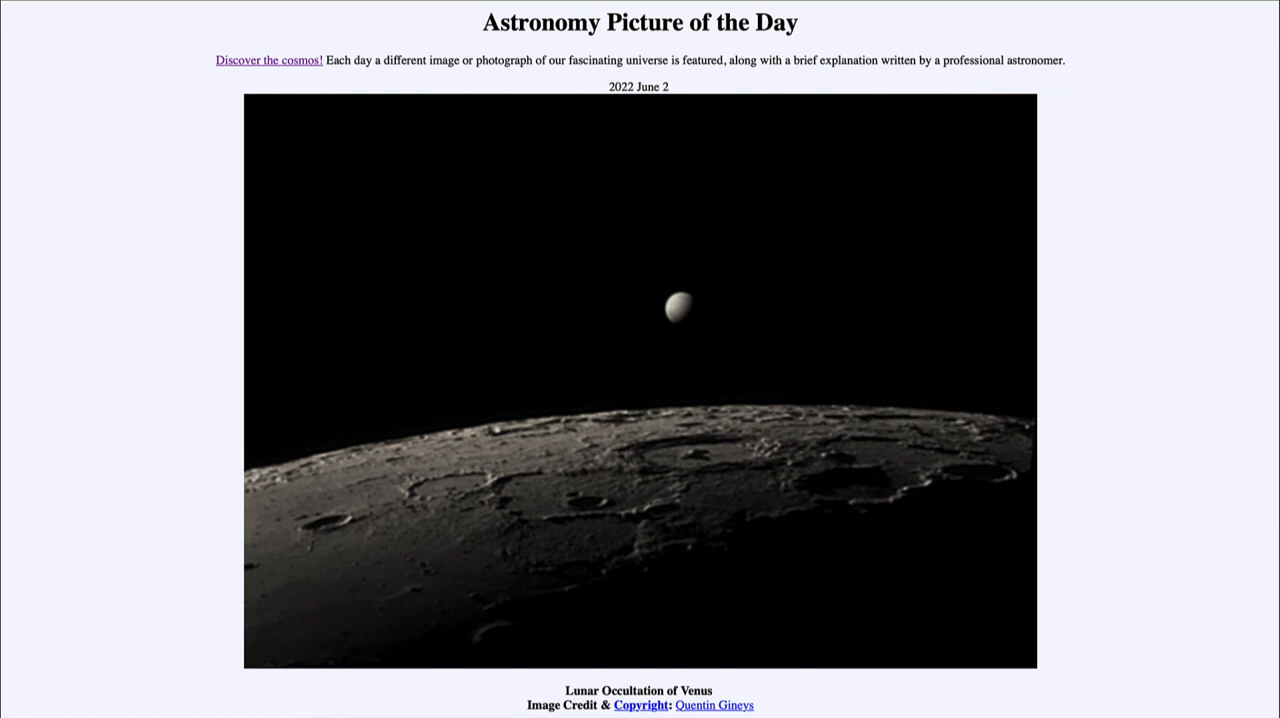 Astronomy Picture of the Day
Discover the cosmos! Each day a different image or photograph of our fascinating universe is featured, along with a brief explanation written by a professional astronomer.
2022 June 2
Lunar Occultation of Venus
Image Credit & Copyright: Quentin Gineys